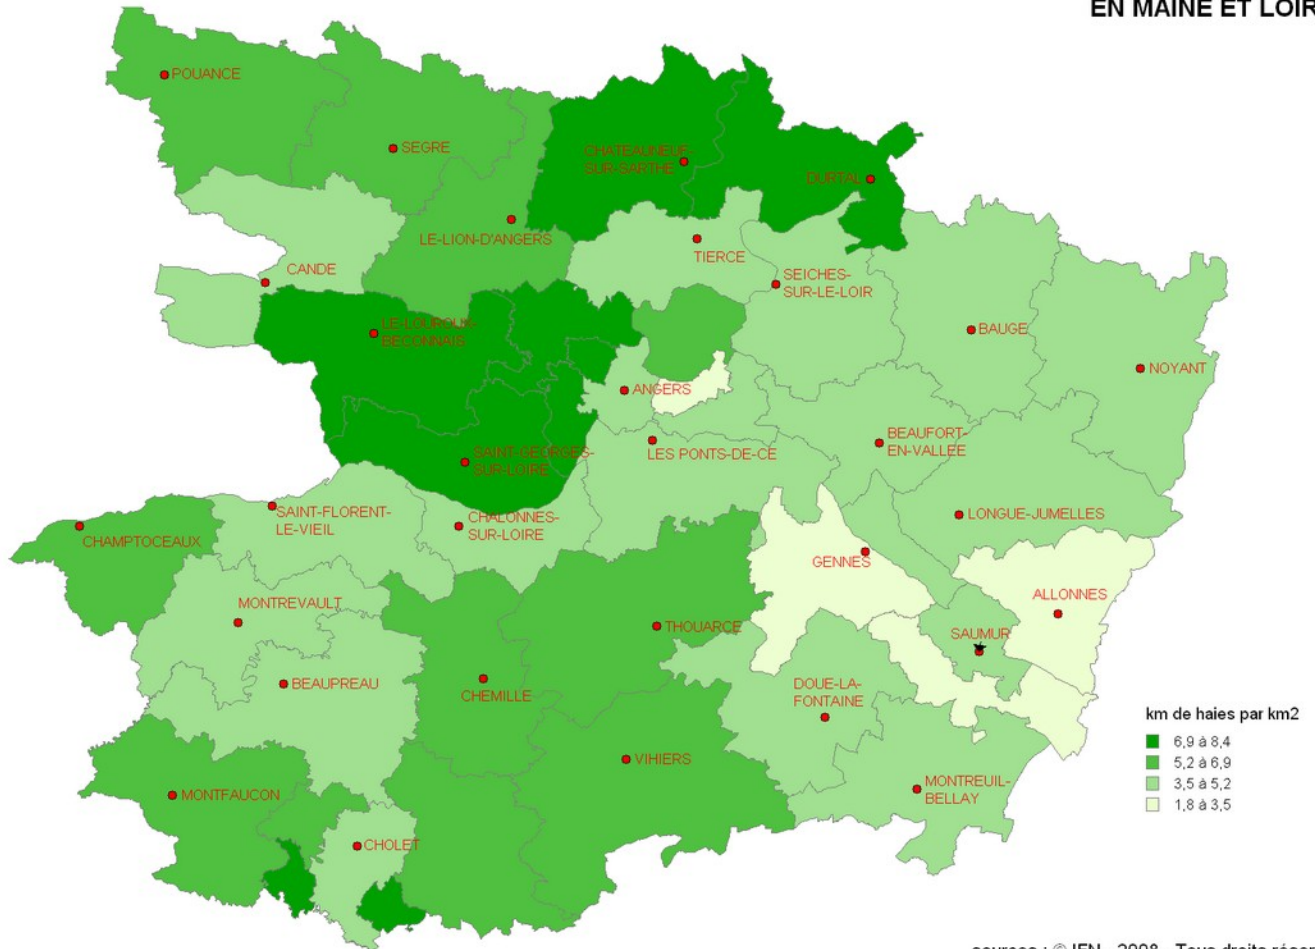 EN MAINE ET LOIR
POUANCE
SEGRE
CHATEAUNEUF-
SUR-SARTHE
DURTAL
LE-LION-D'ANGERS
TIERCE
CANDE
SEICHES-
SUR-LE-LOIR
LE-LOUROUX-
BECONNAIS
BAUGE
NOYANT
ANGERS
BEAUFORT-
EN-VALLEE
LES PONTS-DE-CE
SAINT-GEORGES-
SUR-LOIRE
SAINT-FLORENT-
LE-VIEIL
CHALONNES-
SUR-LOIRE
LONGUE-JUMELLES
CHAMPTOCEAUX
GENNES
ALLONNES
MONTREVAULT
THOUARCE
SAUMUR
BEAUPREAU
CHEMILLE
DOUE-LA-
FONTAINE
VIHIERS
MONTREUIL-
BELLAY
MONTFAUCON
CHOLET
km de haies par km2
6,9 à 8,4
5,2 à 6,9
3,5 à 5,2
1,8 à 3,5